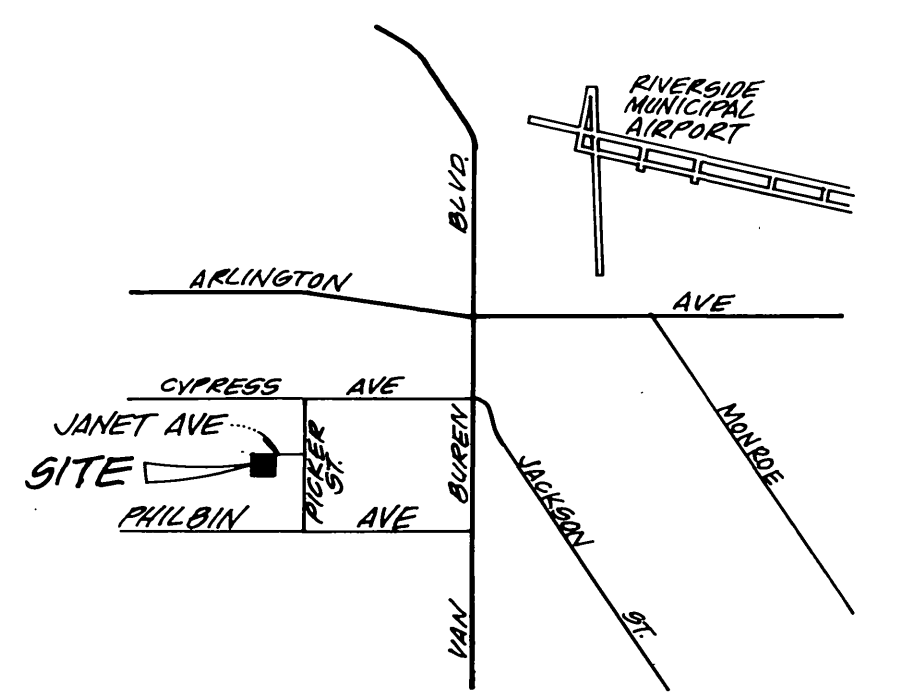 RIVERSIDE
MUNICIPAL
AIRPORT
BLVD.
ARLINGTON AVE
CYPRESS AVE
JANET AVE
SITE
PICKER
ST.
BUREN
MONROE
JACKSON
PHILBIN AVE
VAN
ST.